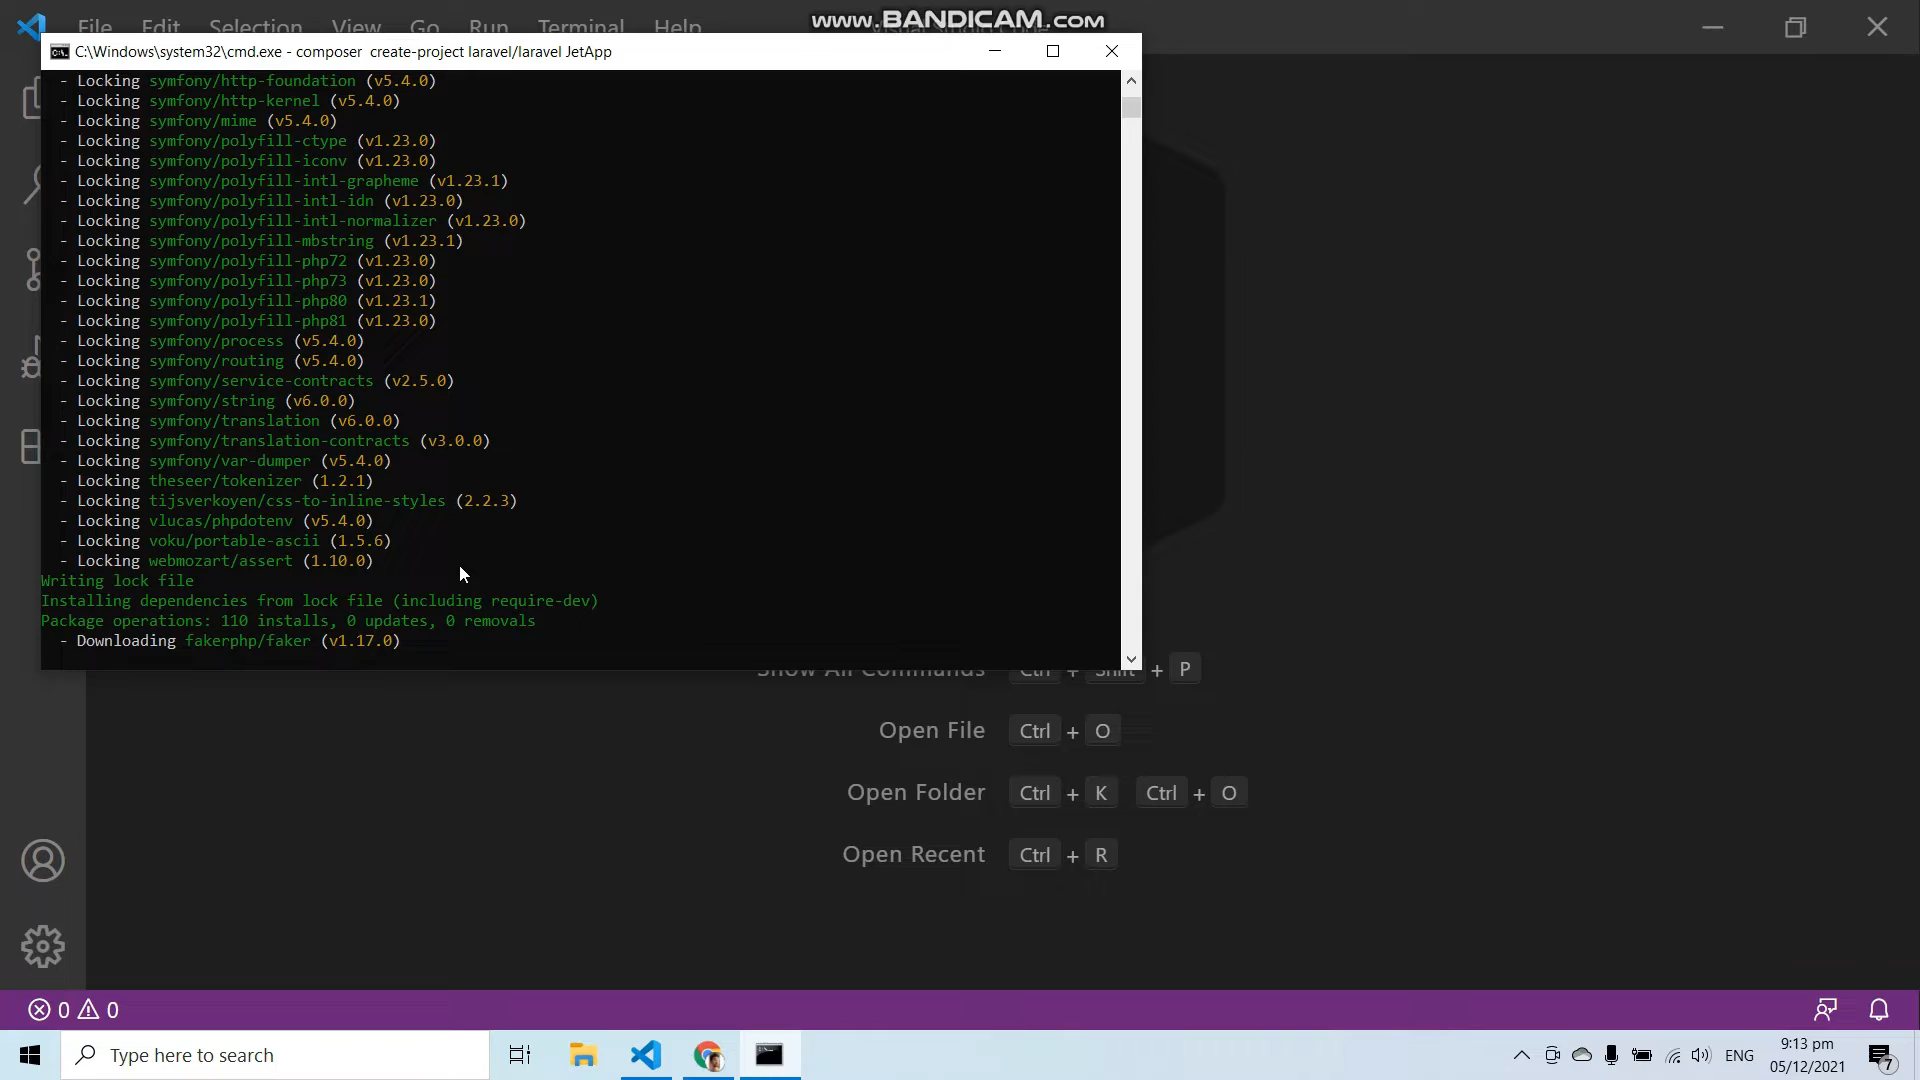 File Edit Selection View Go Run Terminal Help
www.BANDICAM.com
C:\Windows\system32\cmd.exe - composer  create-project laravel/laravel JetApp
- Locking symfony/http-foundation (v5.4.0)
- Locking symfony/http-kernel (v5.4.0)
- Locking symfony/mime (v5.4.0)
- Locking symfony/polyfill-ctype (v1.23.0)
- Locking symfony/polyfill-iconv (v1.23.0)
- Locking symfony/polyfill-intl-grapheme (v1.23.1)
- Locking symfony/polyfill-intl-idn (v1.23.0)
- Locking symfony/polyfill-intl-normalizer (v1.23.0)
- Locking symfony/polyfill-mbstring (v1.23.1)
- Locking symfony/polyfill-php72 (v1.23.0)
- Locking symfony/polyfill-php73 (v1.23.0)
- Locking symfony/polyfill-php80 (v1.23.1)
- Locking symfony/polyfill-php81 (v1.23.0)
- Locking symfony/process (v5.4.0)
- Locking symfony/routing (v5.4.0)
- Locking symfony/service-contracts (v2.5.0)
- Locking symfony/string (v6.0.0)
- Locking symfony/translation (v6.0.0)
- Locking symfony/translation-contracts (v3.0.0)
- Locking symfony/var-dumper (v5.4.0)
- Locking theseer/tokenizer (1.2.1)
- Locking tijsverkoyen/css-to-inline-styles (2.2.3)
- Locking vlucas/phpdotenv (v5.4.0)
- Locking voku/portable-ascii (1.5.6)
- Locking webmozart/assert (1.10.0)
Writing lock file
Installing dependencies from lock file (including require-dev)
Package operations: 110 installs, 0 updates, 0 removals
- Downloading fakerphp/faker (v1.17.0)
Show All Commands Ctrl + Shift + P
Open File Ctrl + O
Open Folder Ctrl + K Ctrl + O
Open Recent Ctrl + R
0 0
Type here to search
ENG
9:13 pm
05/12/2021
7